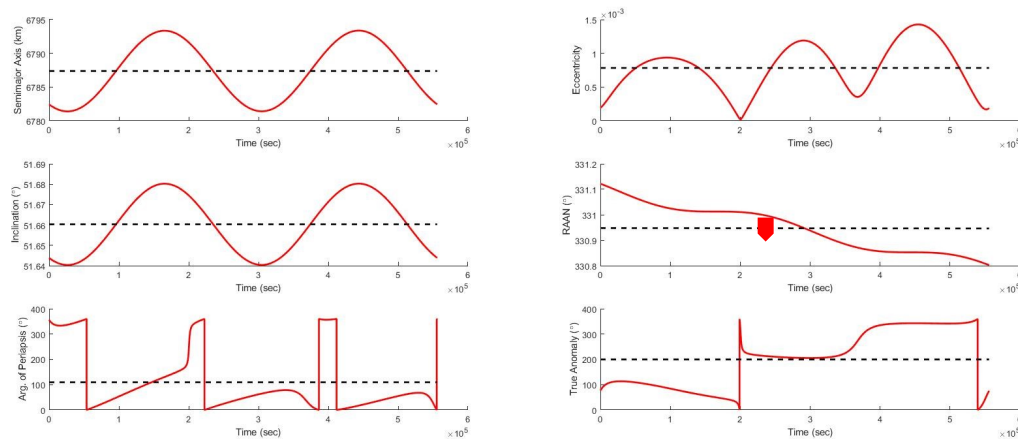 6795
6790
6785
6780
Semimajor Axis (km)
0 1 2 3 4 5 6
Time (sec)
× 10^5
× 10^-3
1.5
1
0.5
0
Eccentricity
0 1 2 3 4 5 6
Time (sec)
× 10^5
51.69
51.68
51.66
51.65
51.64
Inclination (°)
0 1 2 3 4 5 6
Time (sec)
× 10^5
331.2
331.1
331
330.9
330.8
RAAN (°)
0 1 2 3 4 5 6
Time (sec)
× 10^5
400
300
200
100
0
Arg. of Periapsis (°)
0 1 2 3 4 5 6
Time (sec)
× 10^5
400
300
200
100
0
True Anomaly (°)
0 1 2 3 4 5 6
Time (sec)
× 10^5